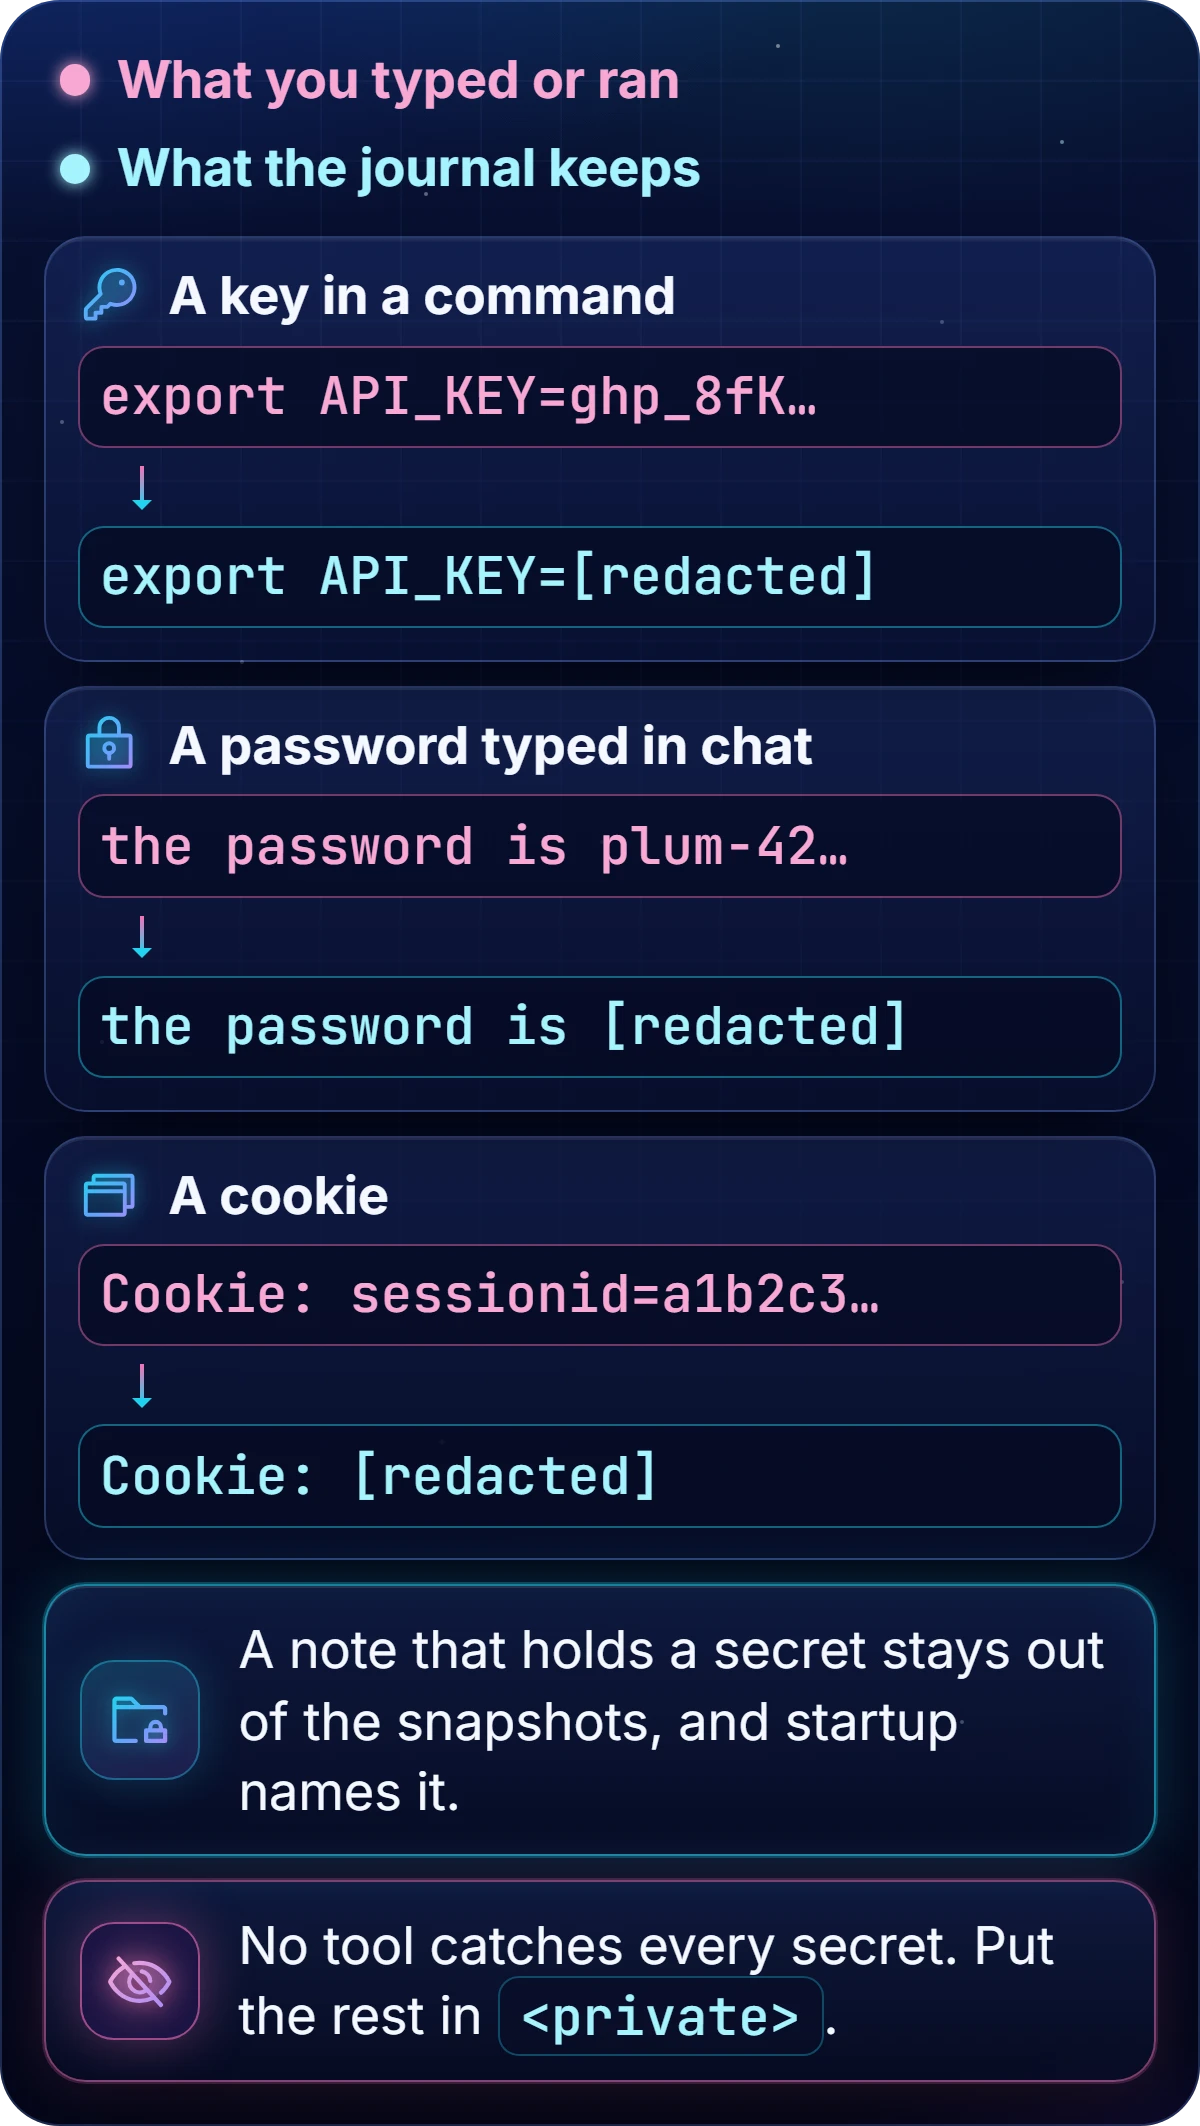 What you typed or ran
What the journal keeps
A key in a command
export API_KEY=ghp_8fK…
export API_KEY=[redacted]
A password typed in chat
the password is plum-42…
the password is [redacted]
A cookie
Cookie: sessionid=a1b2c3…
Cookie: [redacted]
A note that holds a secret stays out
of the snapshots, and startup
names it.
No tool catches every secret. Put
the rest in <private>.